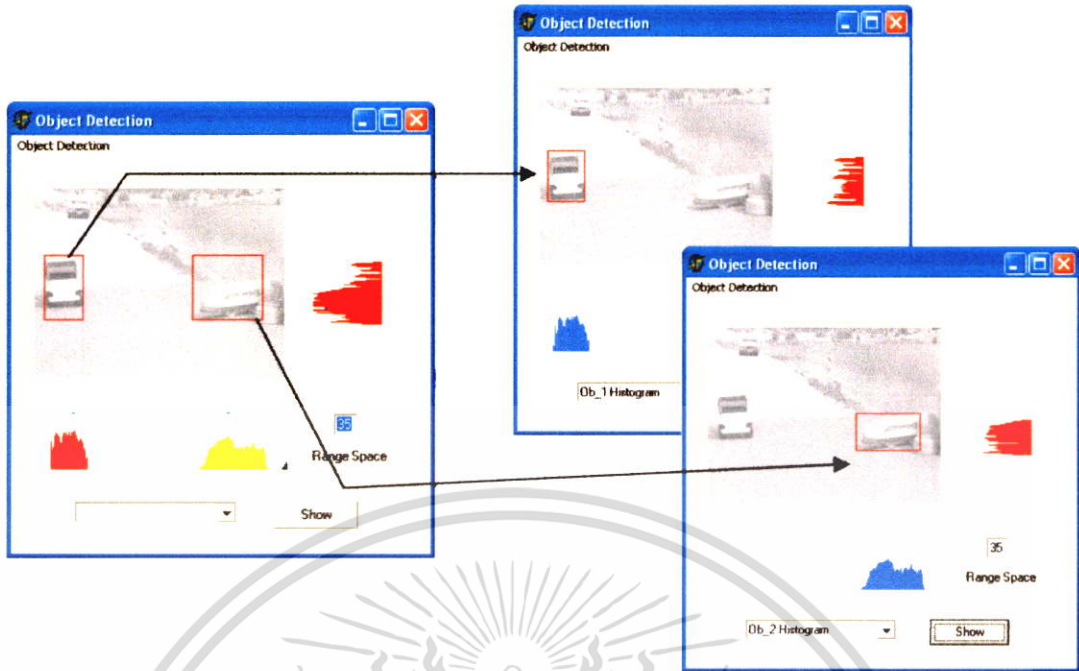 Object Detection
Object Detection
35
Range Space
Show
Object Detection
Object Detection
Ob_1 Histogram
Object Detection
Object Detection
35
Range Space
Ob_2 Histogram
Show